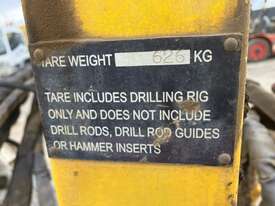 TARE WEIGHT 626 KG
TARE INCLUDES DRILLING RIG
ONLY AND DOES NOT INCLUDE
DRILL RODS, DRILL ROD GUIDES
OR HAMMER INSERTS